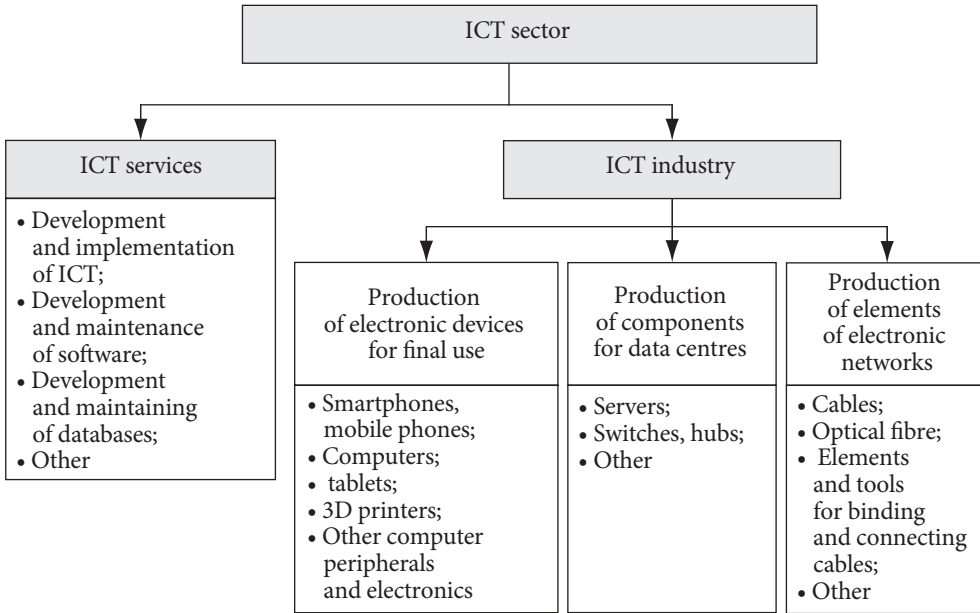 ICT sector
ICT services
• Development
and implementation
of ICT;
• Development
and maintenance
of software;
• Development
and maintaining
of databases;
• Other
ICT industry
Production
of electronic devices
for final use
• Smartphones,
mobile phones;
• Computers;
• tablets;
• 3D printers;
• Other computer
peripherals
and electronics
Production
of components
for data centres
• Servers;
• Switches, hubs;
• Other
Production
of elements
of electronic
networks
• Cables;
• Optical fibre;
• Elements
and tools
for binding
and connecting
cables;
• Other